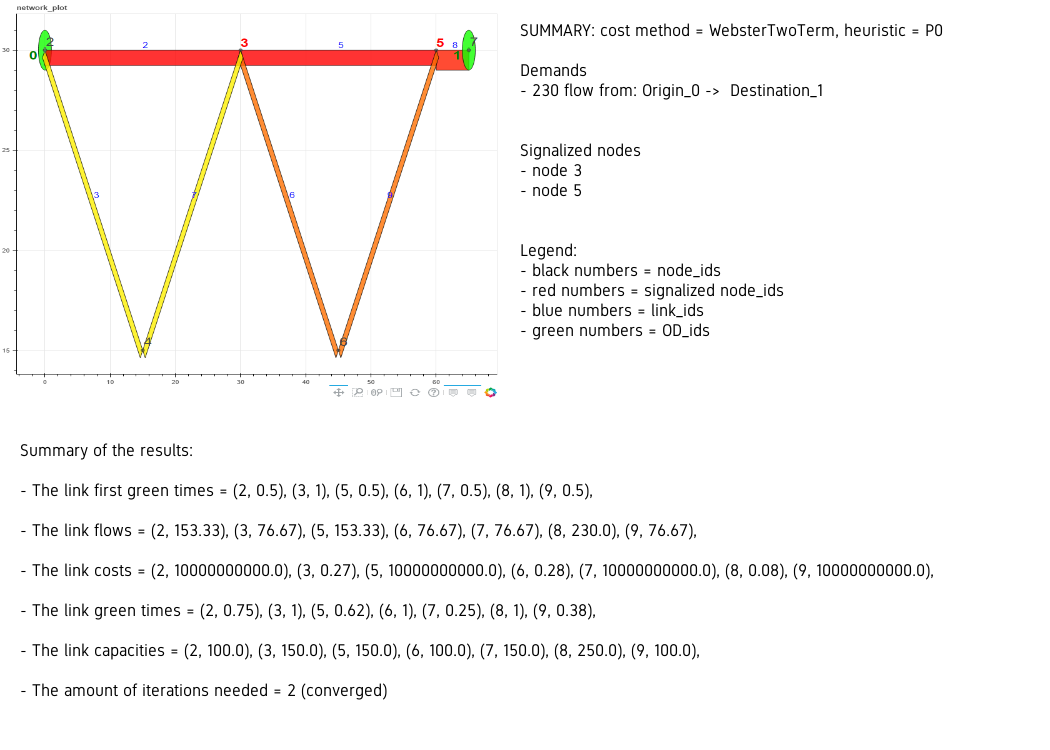 network_plot
SUMMARY: cost method = WebsterTwoTerm, heuristic = P0
Demands
- 230 flow from: Origin_0 -> Destination_1
Signalized nodes
- node 3
- node 5
Legend:
- black numbers = node_ids
- red numbers = signalized node_ids
- blue numbers = link_ids
- green numbers = OD_ids
30
25
20
15
0
10
20
30
40
50
60
0
2
2
3
5
5
8
1
7
3
7
6
9
4
6
Summary of the results:
- The link first green times = (2, 0.5), (3, 1), (5, 0.5), (6, 1), (7, 0.5), (8, 1), (9, 0.5),
- The link flows = (2, 153.33), (3, 76.67), (5, 153.33), (6, 76.67), (7, 76.67), (8, 230.0), (9, 76.67),
- The link costs = (2, 10000000000.0), (3, 0.27), (5, 10000000000.0), (6, 0.28), (7, 10000000000.0), (8, 0.08), (9, 10000000000.0),
- The link green times = (2, 0.75), (3, 1), (5, 0.62), (6, 1), (7, 0.25), (8, 1), (9, 0.38),
- The link capacities = (2, 100.0), (3, 150.0), (5, 150.0), (6, 100.0), (7, 150.0), (8, 250.0), (9, 100.0),
- The amount of iterations needed = 2 (converged)